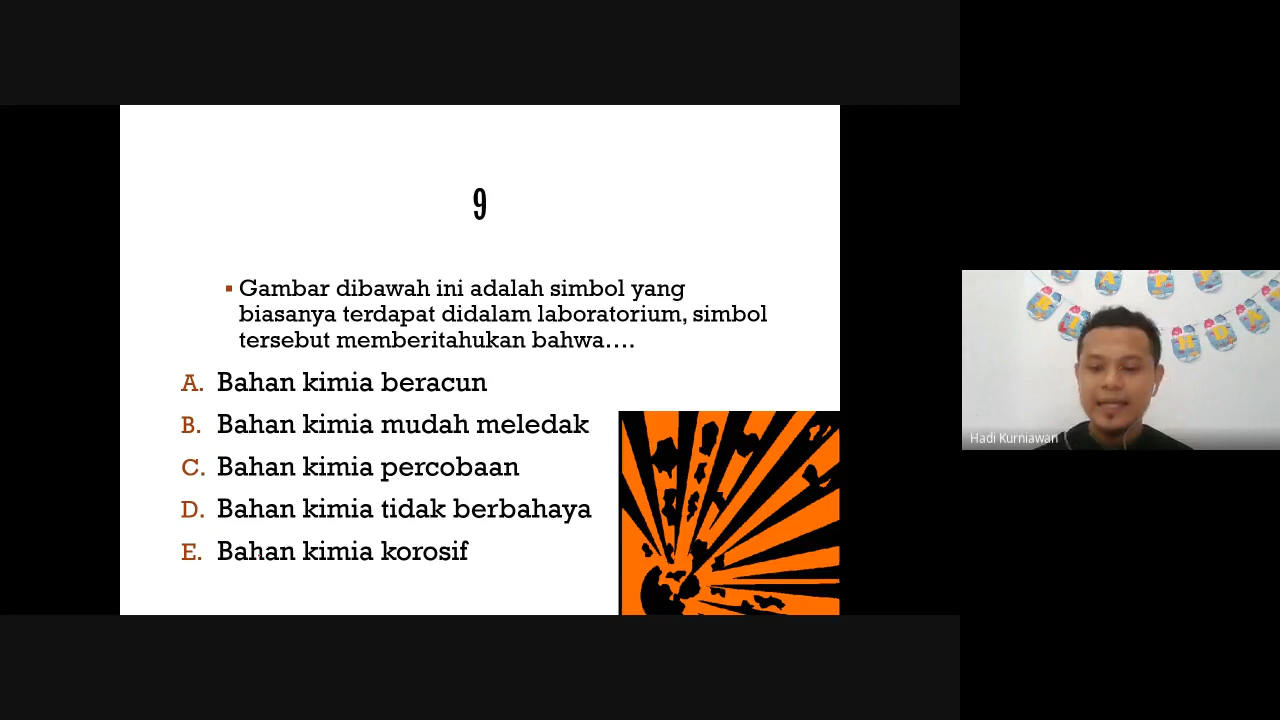 9
▪ Gambar dibawah ini adalah simbol yang
biasanya terdapat didalam laboratorium, simbol
tersebut memberitahukan bahwa....
A. Bahan kimia beracun
B. Bahan kimia mudah meledak
C. Bahan kimia percobaan
D. Bahan kimia tidak berbahaya
E. Bahan kimia korosif
Hadi Kurniawan